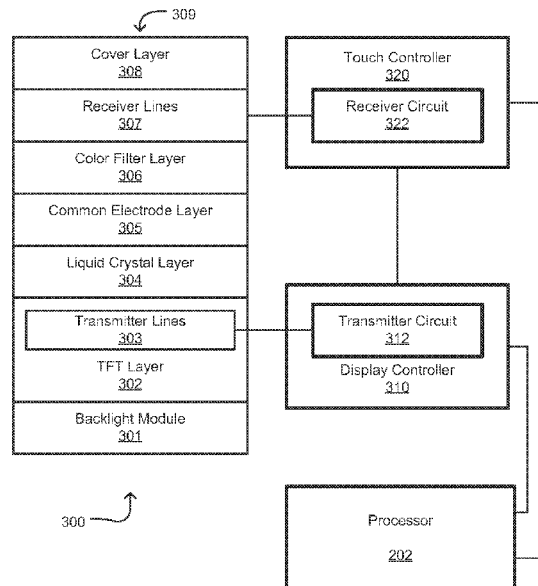 309
Cover Layer
308
Receiver Lines
307
Color Filter Layer
306
Common Electrode Layer
305
Liquid Crystal Layer
304
Transmitter Lines
303
TFT Layer
302
Backlight Module
301
300
Touch Controller
320
Receiver Circuit
322
Transmitter Circuit
312
Display Controller
310
Processor
202